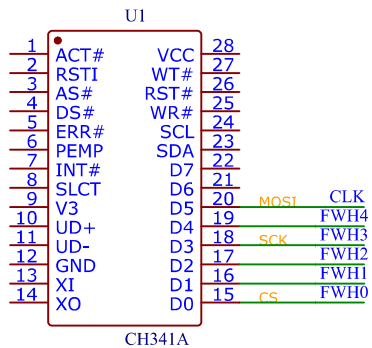 U1
1 ACT# VCC 28
2 RSTI WT# 27
3 AS# RST# 26
4 DS# WR# 25
5 ERR# SCL 24
6 PEMP SDA 23
7 INT# D7 22
8 SLCT D6 21
9 V3 D5 20 MOSI CLK
10 UD+ D4 19 FWH4
11 UD- D3 18 SCK FWH3
12 GND D2 17 FWH2
13 XI D1 16 FWH1
14 XO D0 15 CS FWH0
CH341A